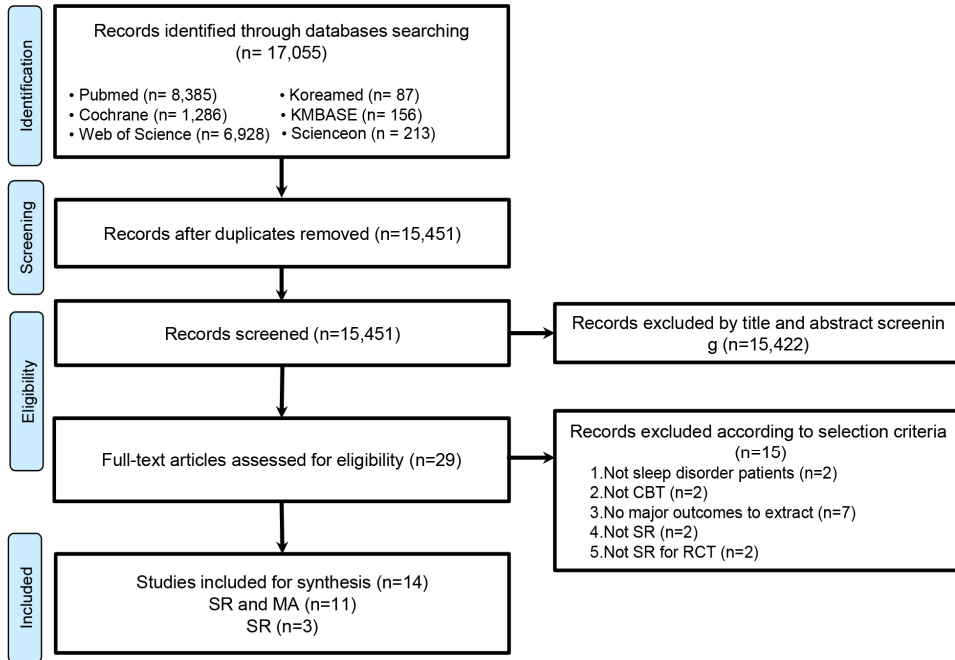 Identification
Records identified through databases searching
(n= 17,055)
• Pubmed (n= 8,385)
• Cochrane (n= 1,286)
• Web of Science (n= 6,928)
• Koreamed (n= 87)
• KMBASE (n= 156)
• Scienceon (n = 213)
Screening
Records after duplicates removed (n=15,451)
Eligibility
Records screened (n=15,451)
Records excluded by title and abstract screenin
g (n=15,422)
Full-text articles assessed for eligibility (n=29)
Records excluded according to selection criteria
(n=15)
1.Not sleep disorder patients (n=2)
2.Not CBT (n=2)
3.No major outcomes to extract (n=7)
4.Not SR (n=2)
5.Not SR for RCT (n=2)
Included
Studies included for synthesis (n=14)
SR and MA (n=11)
SR (n=3)